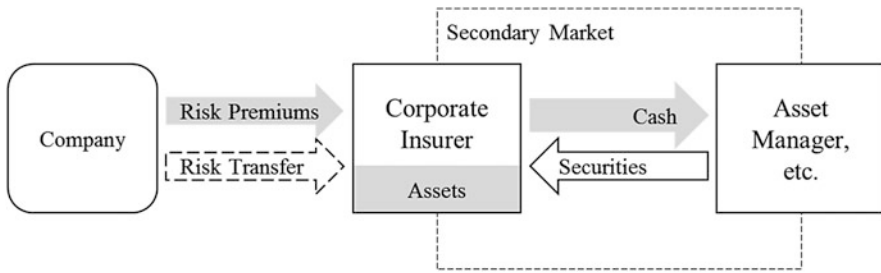 Secondary Market
Company
Risk Premiums
Risk Transfer
Corporate
Insurer
Assets
Cash
Securities
Asset
Manager,
etc.